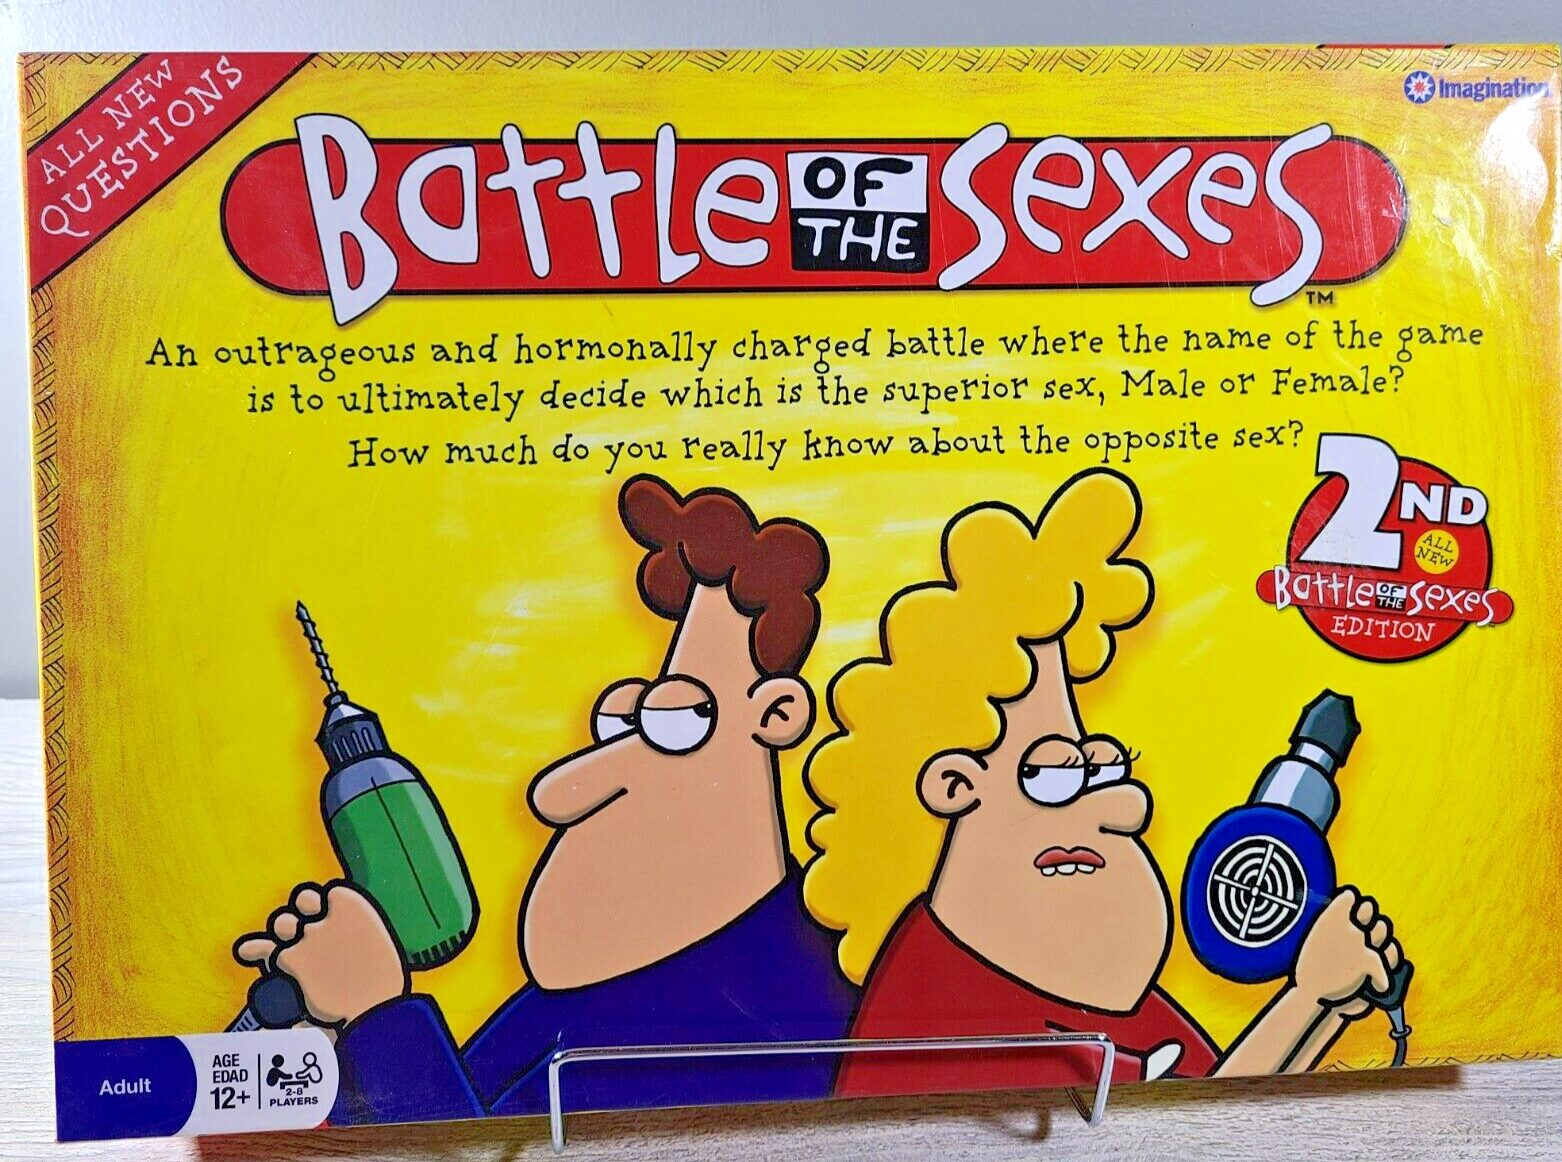 ALL NEW
QUESTIONS
Imagination
Battle OF THE Sexes
TM
An outrageous and hormonally charged battle where the name of the game
is to ultimately decide which is the superior sex, Male or Female?
How much do you really know about the opposite sex?
2ND
ALL
NEW
Battle OF THE Sexes
EDITION
Adult
AGE
EDAD
12+
2-8
PLAYERS